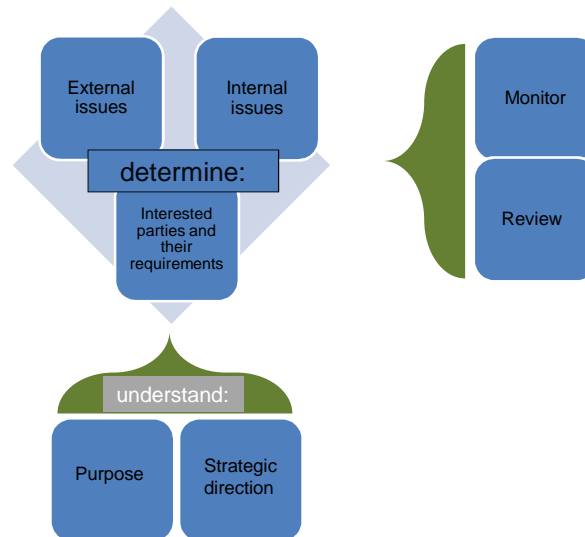 External
issues
Internal
issues
determine:
Interested
parties and
their
requirements
Monitor
Review
understand:
Purpose
Strategic
direction